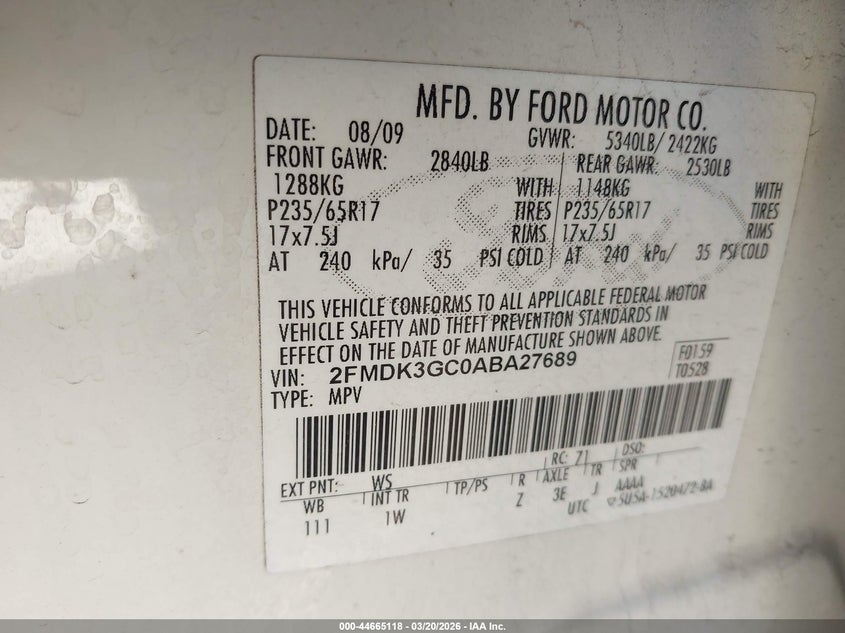 MFD. BY FORD MOTOR CO.
DATE: 08/09 GVWR: 5340LB/ 2422KG
FRONT GAWR: 2840LB REAR GAWR: 2530LB
1288KG WITH 1148KG WITH
P235/65R17 TIRES P235/65R17 TIRES
17x7.5J RIMS 17x7.5J RIMS
AT 240 kPa/ 35 PSI COLD AT 240 kPa/ 35 PSI COLD
THIS VEHICLE CONFORMS TO ALL APPLICABLE FEDERAL MOTOR
VEHICLE SAFETY AND THEFT PREVENTION STANDARDS IN
EFFECT ON THE DATE OF MANUFACTURE SHOWN ABOVE.
VIN: 2FMDK3GC0ABA27689 F0159
TYPE: MPV T0528
EXT PNT: WS RC: 71 DSO:
WB INT TR TP/PS R AXLE TR SPR
111 1W Z 3E J AAAA
UTC 5U5A-1520472-BA
000-44665118 | 03/20/2026 | IAA Inc.